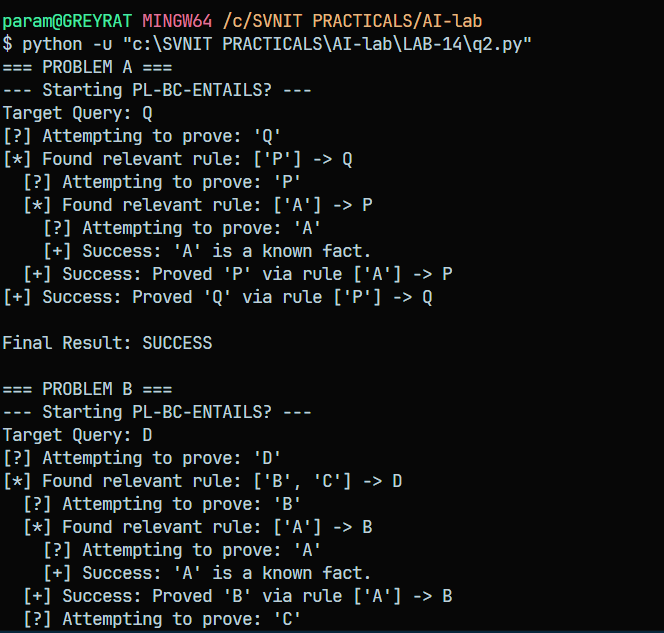 param@GREYRAT MINGW64 /c/SVNIT PRACTICALS/AI-lab
$ python -u "c:\SVNIT PRACTICALS\AI-lab\LAB-14\q2.py"
=== PROBLEM A ===
--- Starting PL-BC-ENTAILS? ---
Target Query: Q
[?] Attempting to prove: 'Q'
[*] Found relevant rule: ['P'] -> Q
  [?] Attempting to prove: 'P'
  [*] Found relevant rule: ['A'] -> P
    [?] Attempting to prove: 'A'
    [+] Success: 'A' is a known fact.
  [+] Success: Proved 'P' via rule ['A'] -> P
[+] Success: Proved 'Q' via rule ['P'] -> Q

Final Result: SUCCESS

=== PROBLEM B ===
--- Starting PL-BC-ENTAILS? ---
Target Query: D
[?] Attempting to prove: 'D'
[*] Found relevant rule: ['B', 'C'] -> D
  [?] Attempting to prove: 'B'
  [*] Found relevant rule: ['A'] -> B
    [?] Attempting to prove: 'A'
    [+] Success: 'A' is a known fact.
  [+] Success: Proved 'B' via rule ['A'] -> B
  [?] Attempting to prove: 'C'